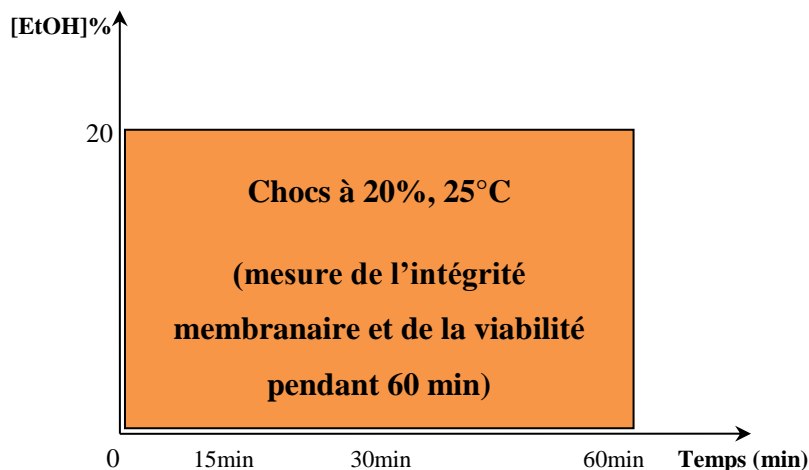 [EtOH]%
20
Chocs à 20%, 25°C
(mesure de l’intégrité
membranaire et de la viabilité
pendant 60 min)
0 15min 30min 60min Temps (min)